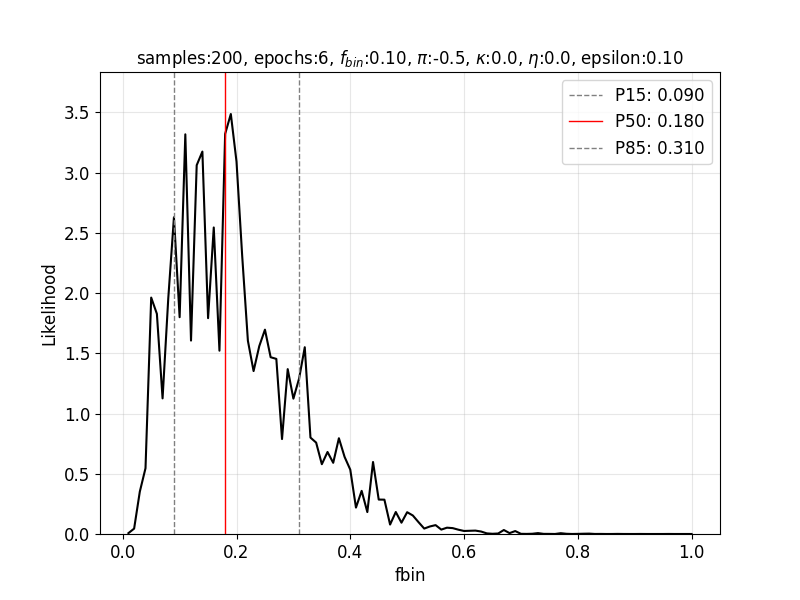 samples:200, epochs:6, f_bin:0.10, π:-0.5, κ:0.0, η:0.0, epsilon:0.10
P15: 0.090
P50: 0.180
P85: 0.310
3.5
3.0
2.5
2.0
1.5
1.0
0.5
0.0
Likelihood
0.0 0.2 0.4 0.6 0.8 1.0
fbin